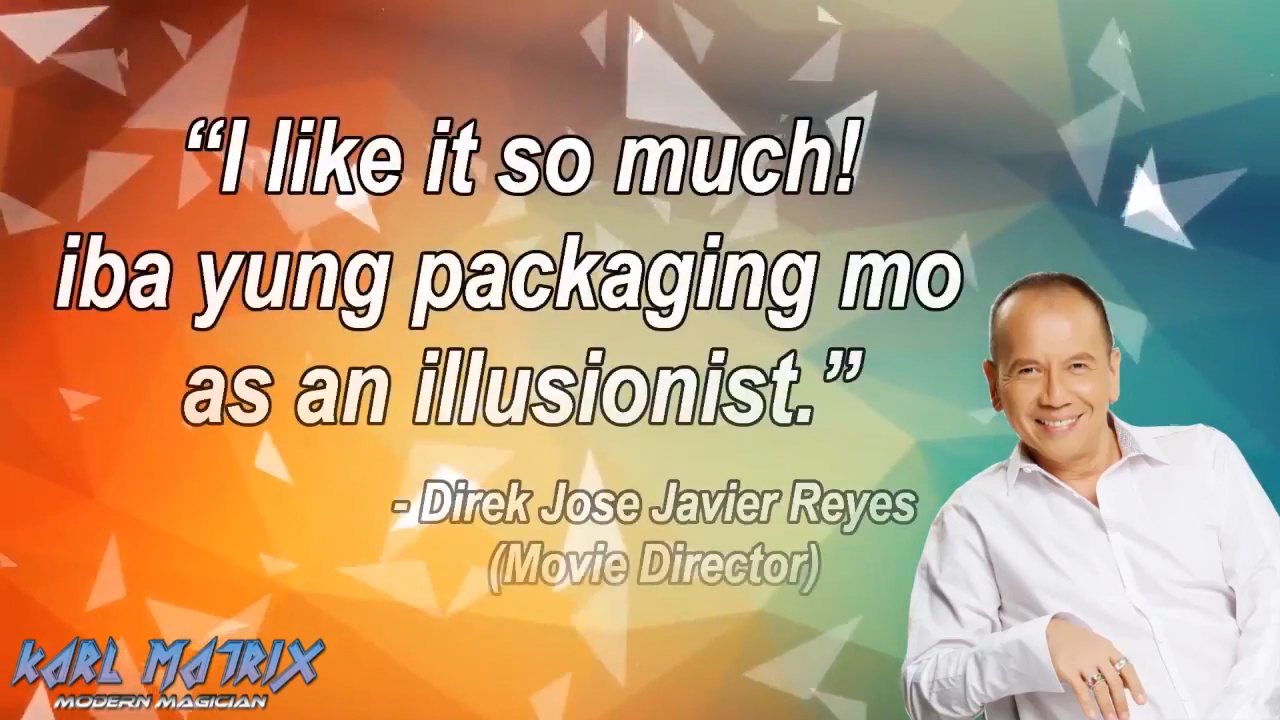 “I like it so much!
iba yung packaging mo
as an illusionist.”
- Direk Jose Javier Reyes
(Movie Director)
KARL MATRIX
MODERN MAGICIAN